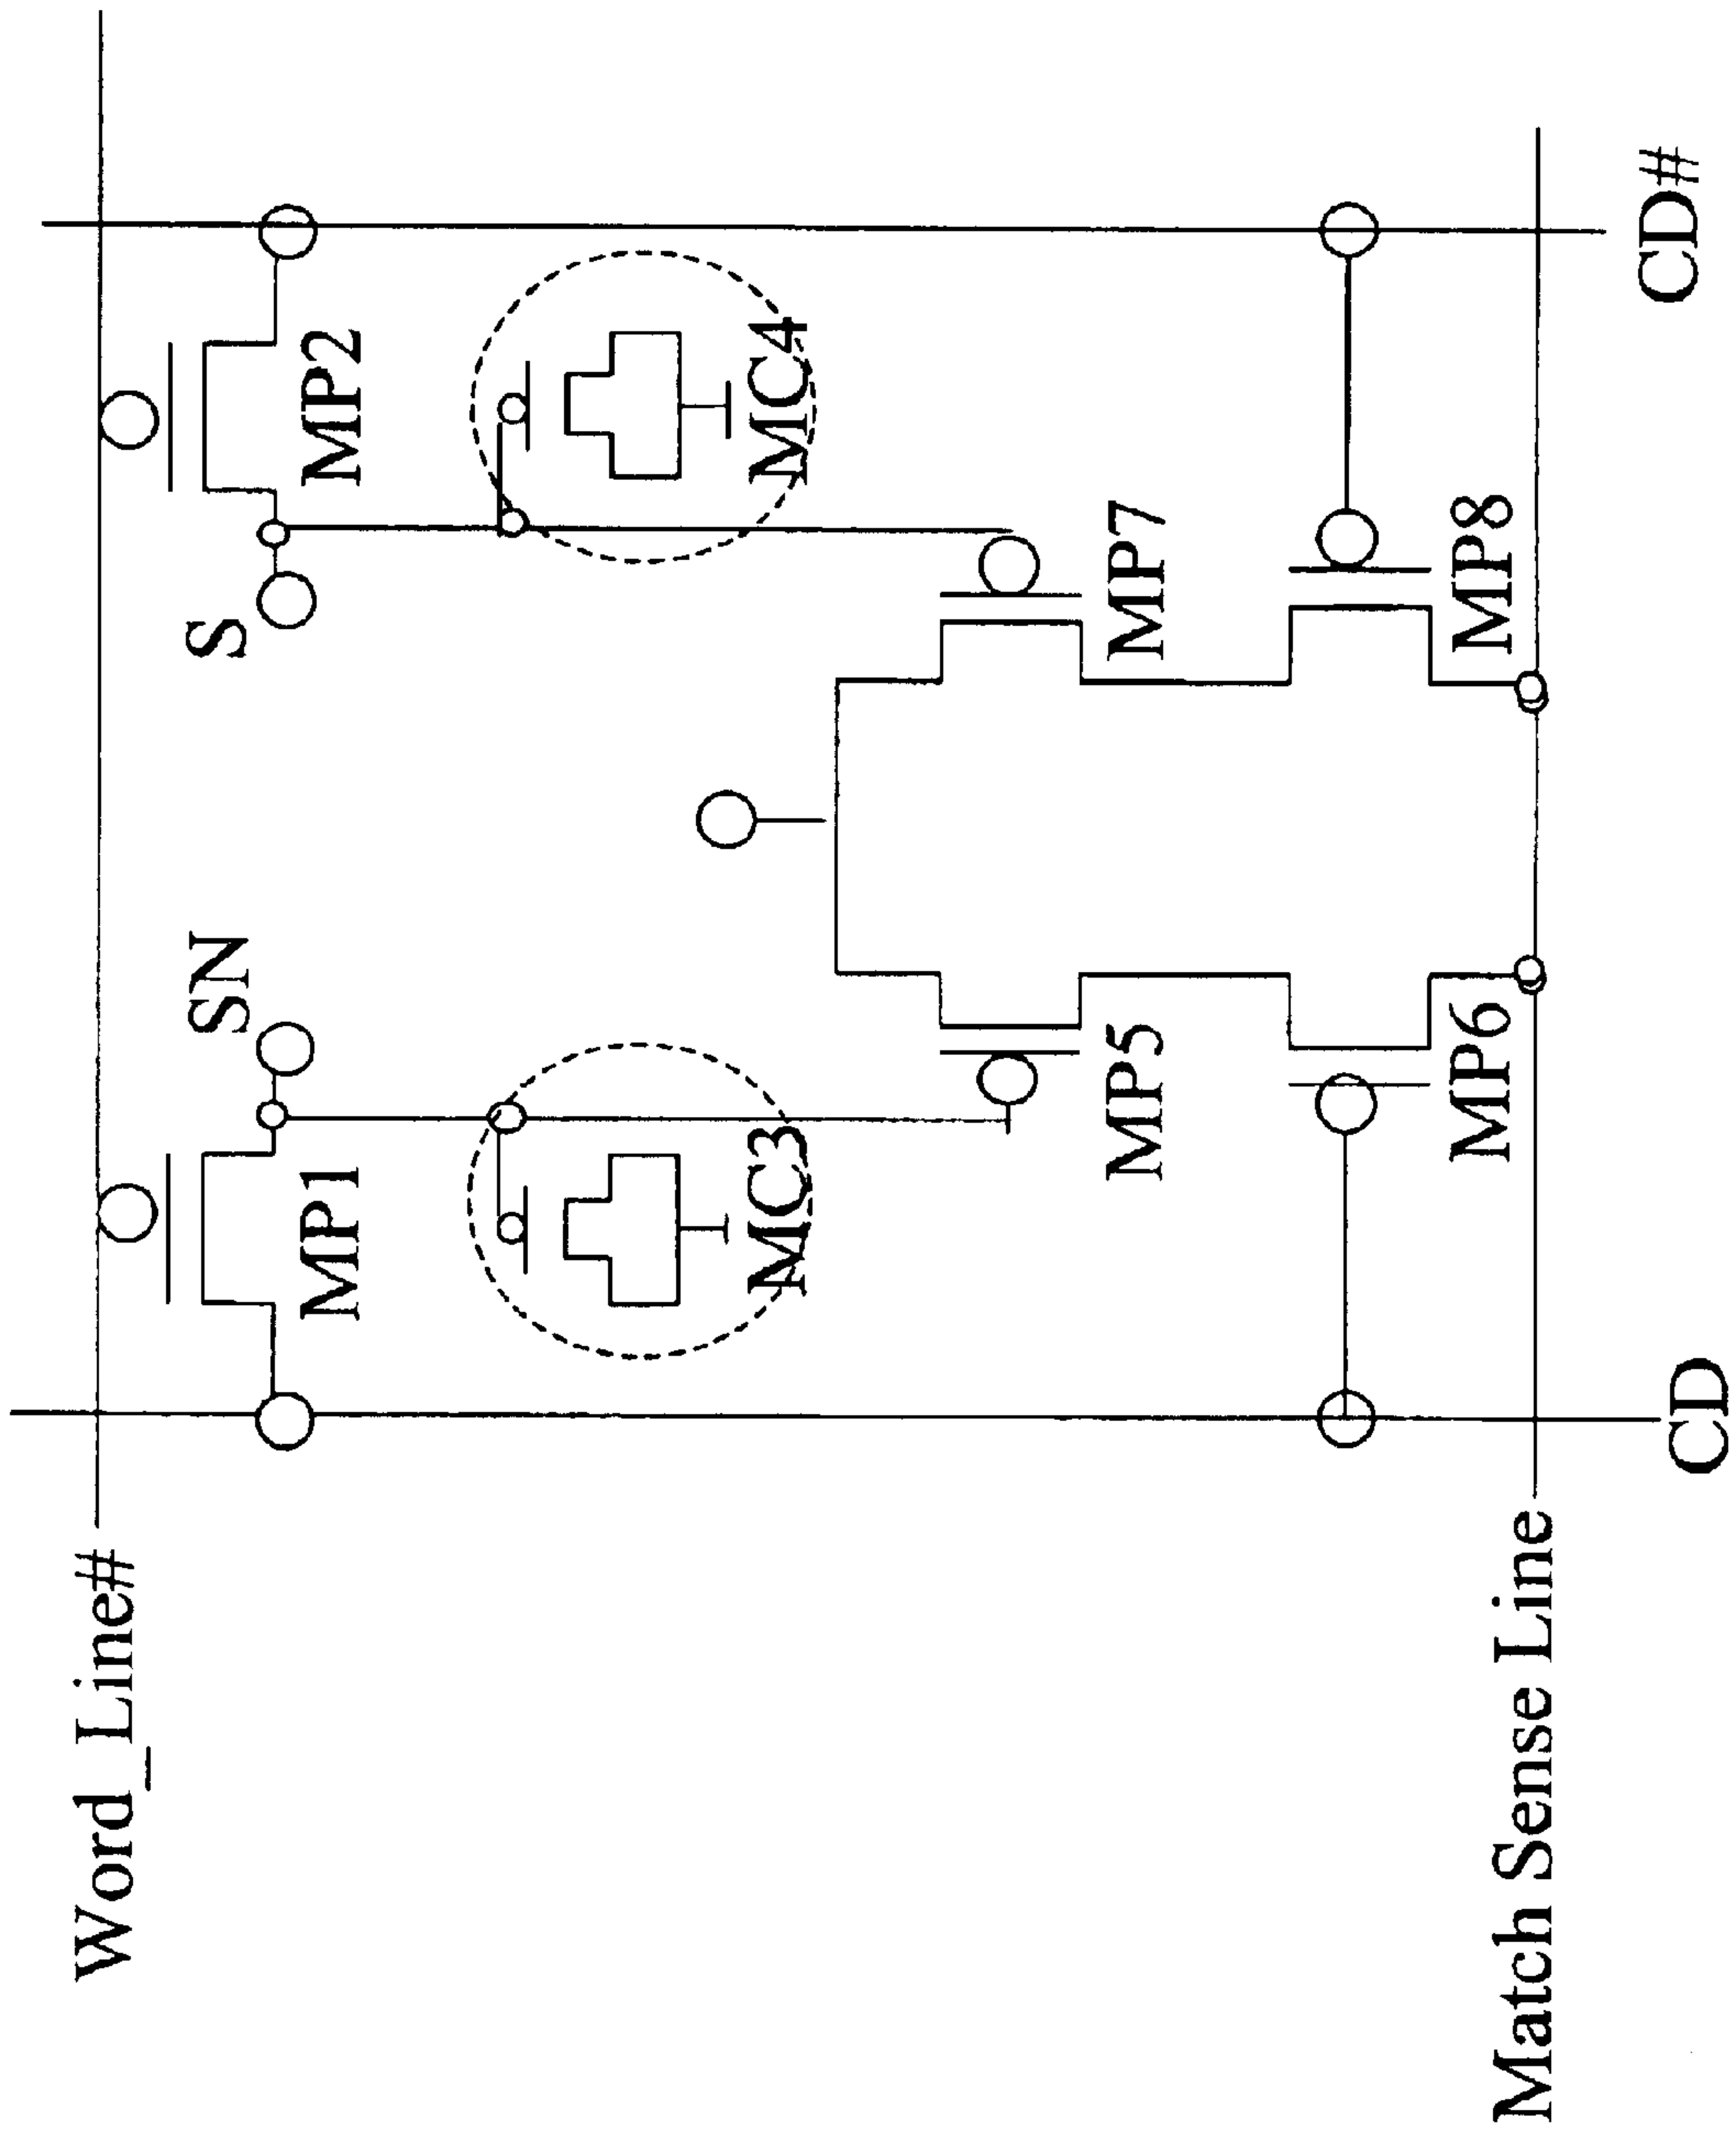 Word_Line#
MP1
SN
S
MP2
MC3
MC4
MP5
MP7
MP6
MP8
Match Sense Line
CD
CD#